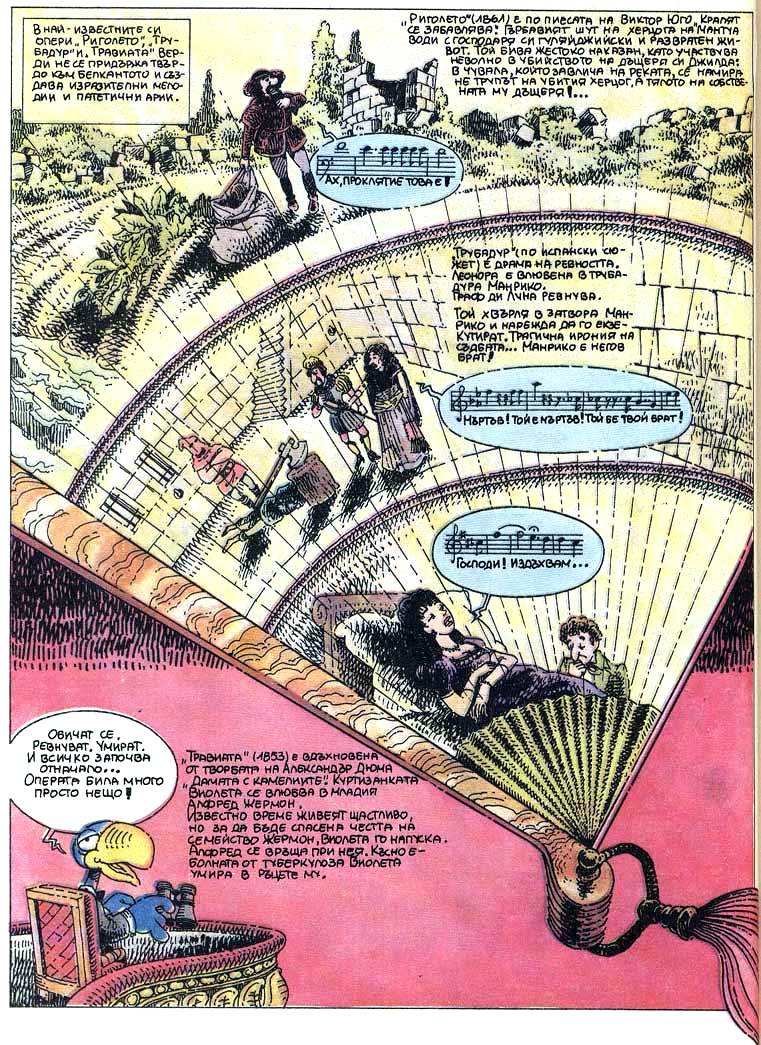 В НАЙ-ИЗВЕСТНИТЕ СИ
ОПЕРИ „РИГОЛЕТО", „ТРУ-
БАДУР" И „ТРАВИАТА" ВЕР-
ДИ НЕ СЕ ПРИДЪРЖА ТВЪР-
ДО КЪМ БЕЛКАНТОТО И СЪЗ-
ДАВА ИЗРАЗИТЕЛНИ МЕЛО-
ДИИ И ПАТЕТИЧНИ АРИИ.
„РИГОЛЕТО" (1861) Е ПО ПИЕСАТА НА ВИКТОР ЮГО „КРАЛЯТ
СЕ ЗАБАВЛЯВА". ГЪРБАВИЯТ ШУТ НА ХЕРЦОГА НА МАНТУА
ВОДИ С ГОСПОДАРЯ СИ ГУЛЯЙДЖИЙСКИ И РАЗВРАТЕН ЖИ-
ВОТ. ТОЙ БИВА ЖЕСТОКО НАКАЗАН, КАТО УЧАСТВУВА
НЕВОЛНО В УБИЙСТВОТО НА ДЪЩЕРЯ СИ ДЖИЛДА:
В ЧУВАЛА, КОЙТО ЗАВЛИЧА НА РЕКАТА, СЕ НАМИРА
НЕ ТРУПЪТ НА УБИТИЯ ХЕРЦОГ, А ТЯЛОТО НА СОБСТВЕ-
НАТА МУ ДЪЩЕРЯ!...
АХ, ПРОКЛЯТИЕ ТОВА Е!
„ТРУБАДУР" (ПО ИСПАНСКИ СЮ-
ЖЕТ) Е ДРАМА НА РЕВНОСТТА.
ЛЕОНОРА Е ВЛЮБЕНА В ТРУБА-
ДУРА МАНРИКО.
ГРАФ ДИ ЛУНА РЕВНУВА.
ТОЙ ХВЪРЛЯ В ЗАТВОРА МАН-
РИКО И НАРЕЖДА ДА ГО ЕКЗЕ-
КУТИРАТ. ТРАГИЧНА ИРОНИЯ НА
СЪДБАТА... МАНРИКО Е НЕГОВ
БРАТ!
МЪРТЪВ! ТОЙ Е МЪРТЪВ! ТОЙ БЕ ТВОЙ БРАТ!
ГОСПОДИ! ИЗДЪХВАМ...
ОБИЧАТ СЕ.
РЕВНУВАТ. УМИРАТ.
И ВСИЧКО ЗАПОЧВА
ОТНАЧАЛО...
ОПЕРАТА БИЛА МНОГО
ПРОСТО НЕЩО!
„ТРАВИАТА" (1853) Е ВДЪХНОВЕНА
ОТ ТВОРБАТА НА АЛЕКСАНДЪР ДЮМА
„ДАМАТА С КАМЕЛИИТЕ". КУРТИЗАНКАТА
ВИОЛЕТА СЕ ВЛЮБВА В МЛАДИЯ
АЛФРЕД ЖЕРМОН.
ИЗВЕСТНО ВРЕМЕ ЖИВЕЯТ ЩАСТЛИВО,
НО ЗА ДА БЪДЕ СПАСЕНА ЧЕСТТА НА
СЕМЕЙСТВО ЖЕРМОН, ВИОЛЕТА ГО НАПУСКА.
АЛФРЕД СЕ ВРЪЩА ПРИ НЕЯ. КЪСНО Е -
БОЛНАТА ОТ ТУБЕРКУЛОЗА ВИОЛЕТА
УМИРА В РЪЦЕТЕ МУ.